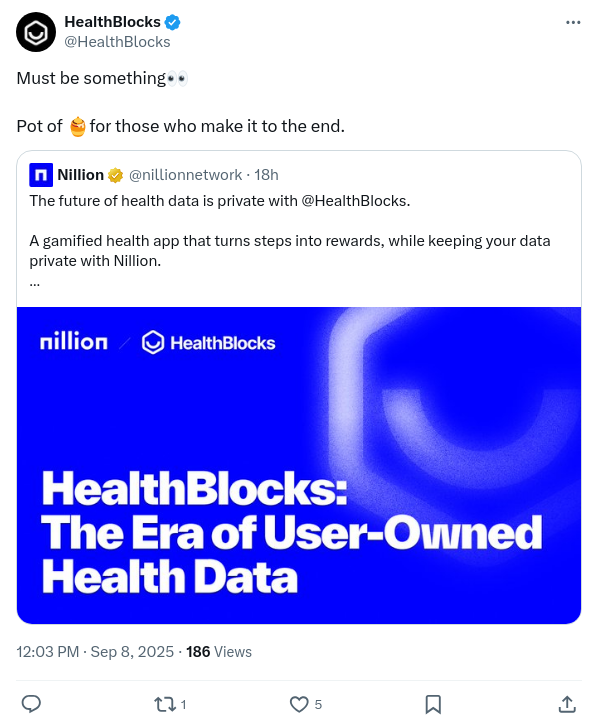 HealthBlocks
@HealthBlocks
Must be something👀
Pot of 🍯for those who make it to the end.
Nillion @nillionnetwork · 18h
The future of health data is private with @HealthBlocks.
A gamified health app that turns steps into rewards, while keeping your data
private with Nillion.
...
nillion / HealthBlocks
HealthBlocks:
The Era of User-Owned
Health Data
12:03 PM · Sep 8, 2025 · 186 Views
1 5